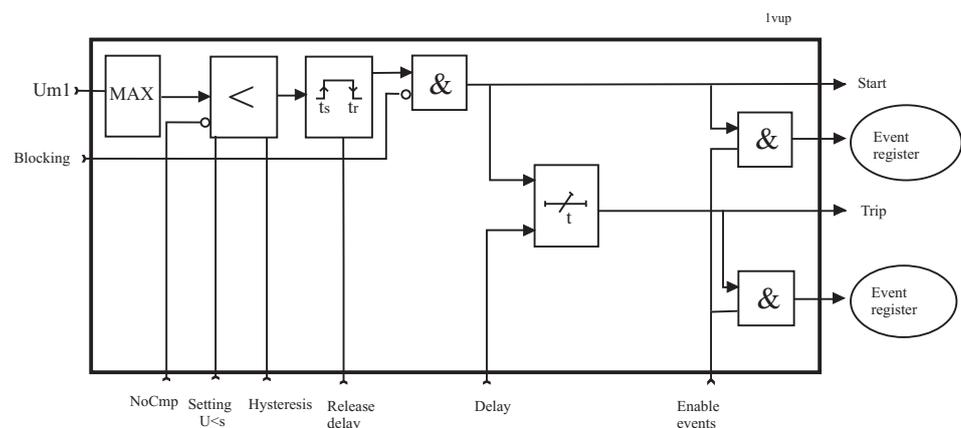 1vup
Um1
MAX
<
ts tr
&
Start
&
Event
register
Blocking
t
Trip
&
Event
register
NoCmp
Setting
U<s
Hysteresis
Release
delay
Delay
Enable
events